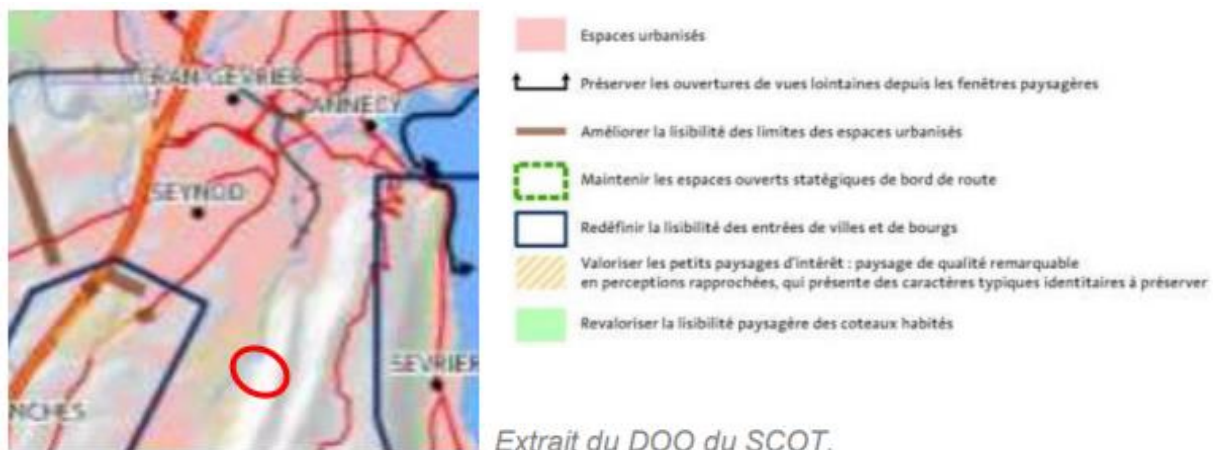 CRAN-GEVRIER
ANNECY
SEYNOD
SEVRIER
NCHES
Espaces urbanisés
Préserver les ouvertures de vues lointaines depuis les fenêtres paysagères
Améliorer la lisibilité des limites des espaces urbanisés
Maintenir les espaces ouverts statégiques de bord de route
Redéfinir la lisibilité des entrées de villes et de bourgs
Valoriser les petits paysages d'intérêt : paysage de qualité remarquable
en perceptions rapprochées, qui présente des caractères typiques identitaires à préserver
Revaloriser la lisibilité paysagère des coteaux habités
Extrait du DOO du SCOT.